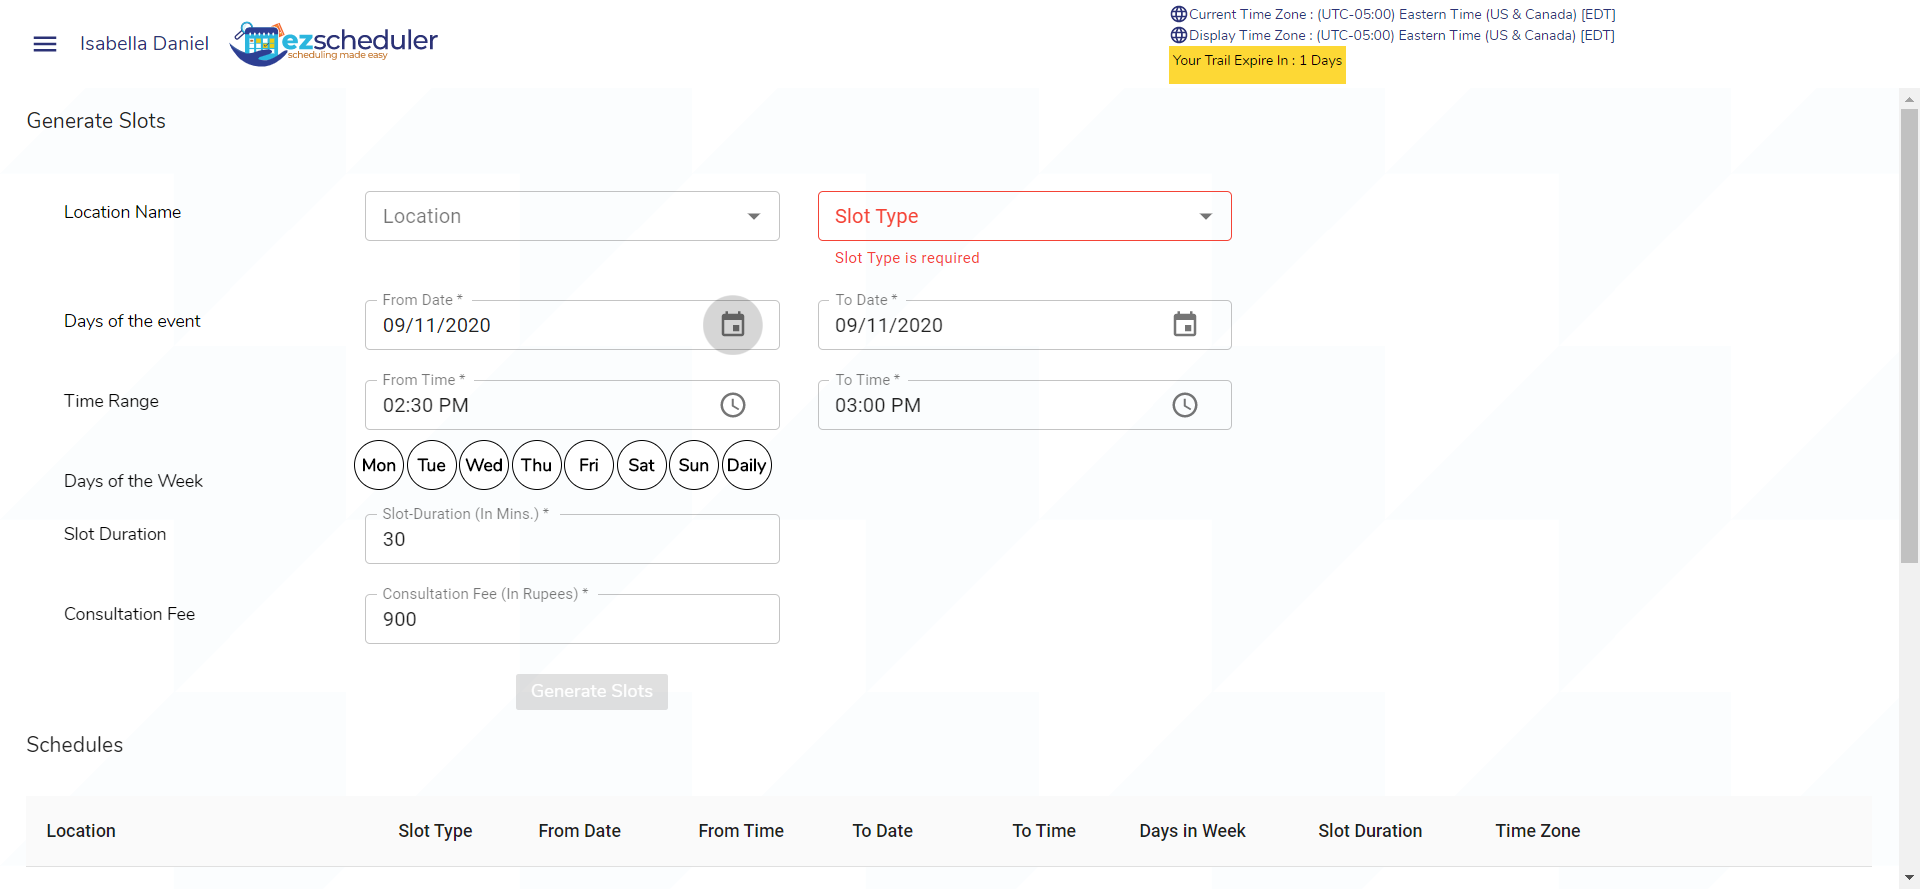 Isabella Daniel
ezscheduler
scheduling made easy
Current Time Zone : (UTC-05:00) Eastern Time (US & Canada) [EDT]
Display Time Zone : (UTC-05:00) Eastern Time (US & Canada) [EDT]
Your Trail Expire In : 1 Days
Generate Slots
Location Name
Location
Slot Type
Slot Type is required
Days of the event
From Date *
09/11/2020
To Date *
09/11/2020
Time Range
From Time *
02:30 PM
To Time *
03:00 PM
Days of the Week
Mon Tue Wed Thu Fri Sat Sun Daily
Slot Duration
Slot-Duration (In Mins.) *
30
Consultation Fee
Consultation Fee (In Rupees) *
900
Generate Slots
Schedules
Location Slot Type From Date From Time To Date To Time Days in Week Slot Duration Time Zone